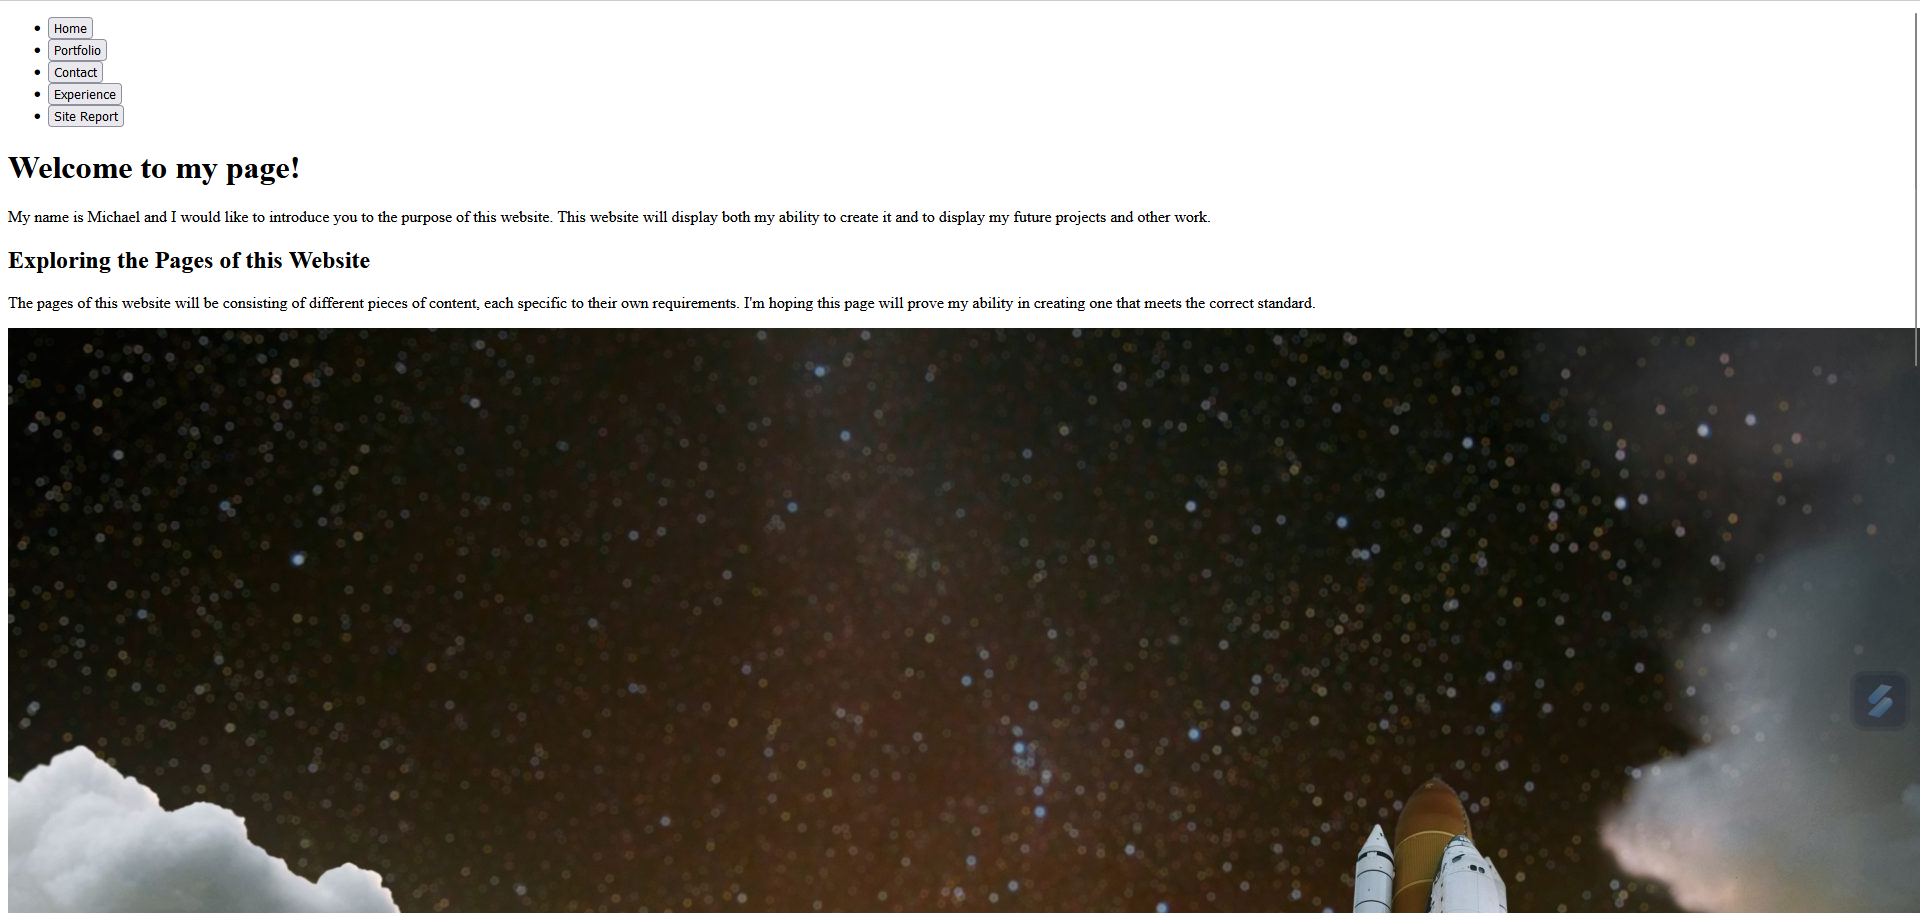 Home
Portfolio
Contact
Experience
Site Report
Welcome to my page!
My name is Michael and I would like to introduce you to the purpose of this website. This website will display both my ability to create it and to display my future projects and other work.
Exploring the Pages of this Website
The pages of this website will be consisting of different pieces of content, each specific to their own requirements. I'm hoping this page will prove my ability in creating one that meets the correct standard.